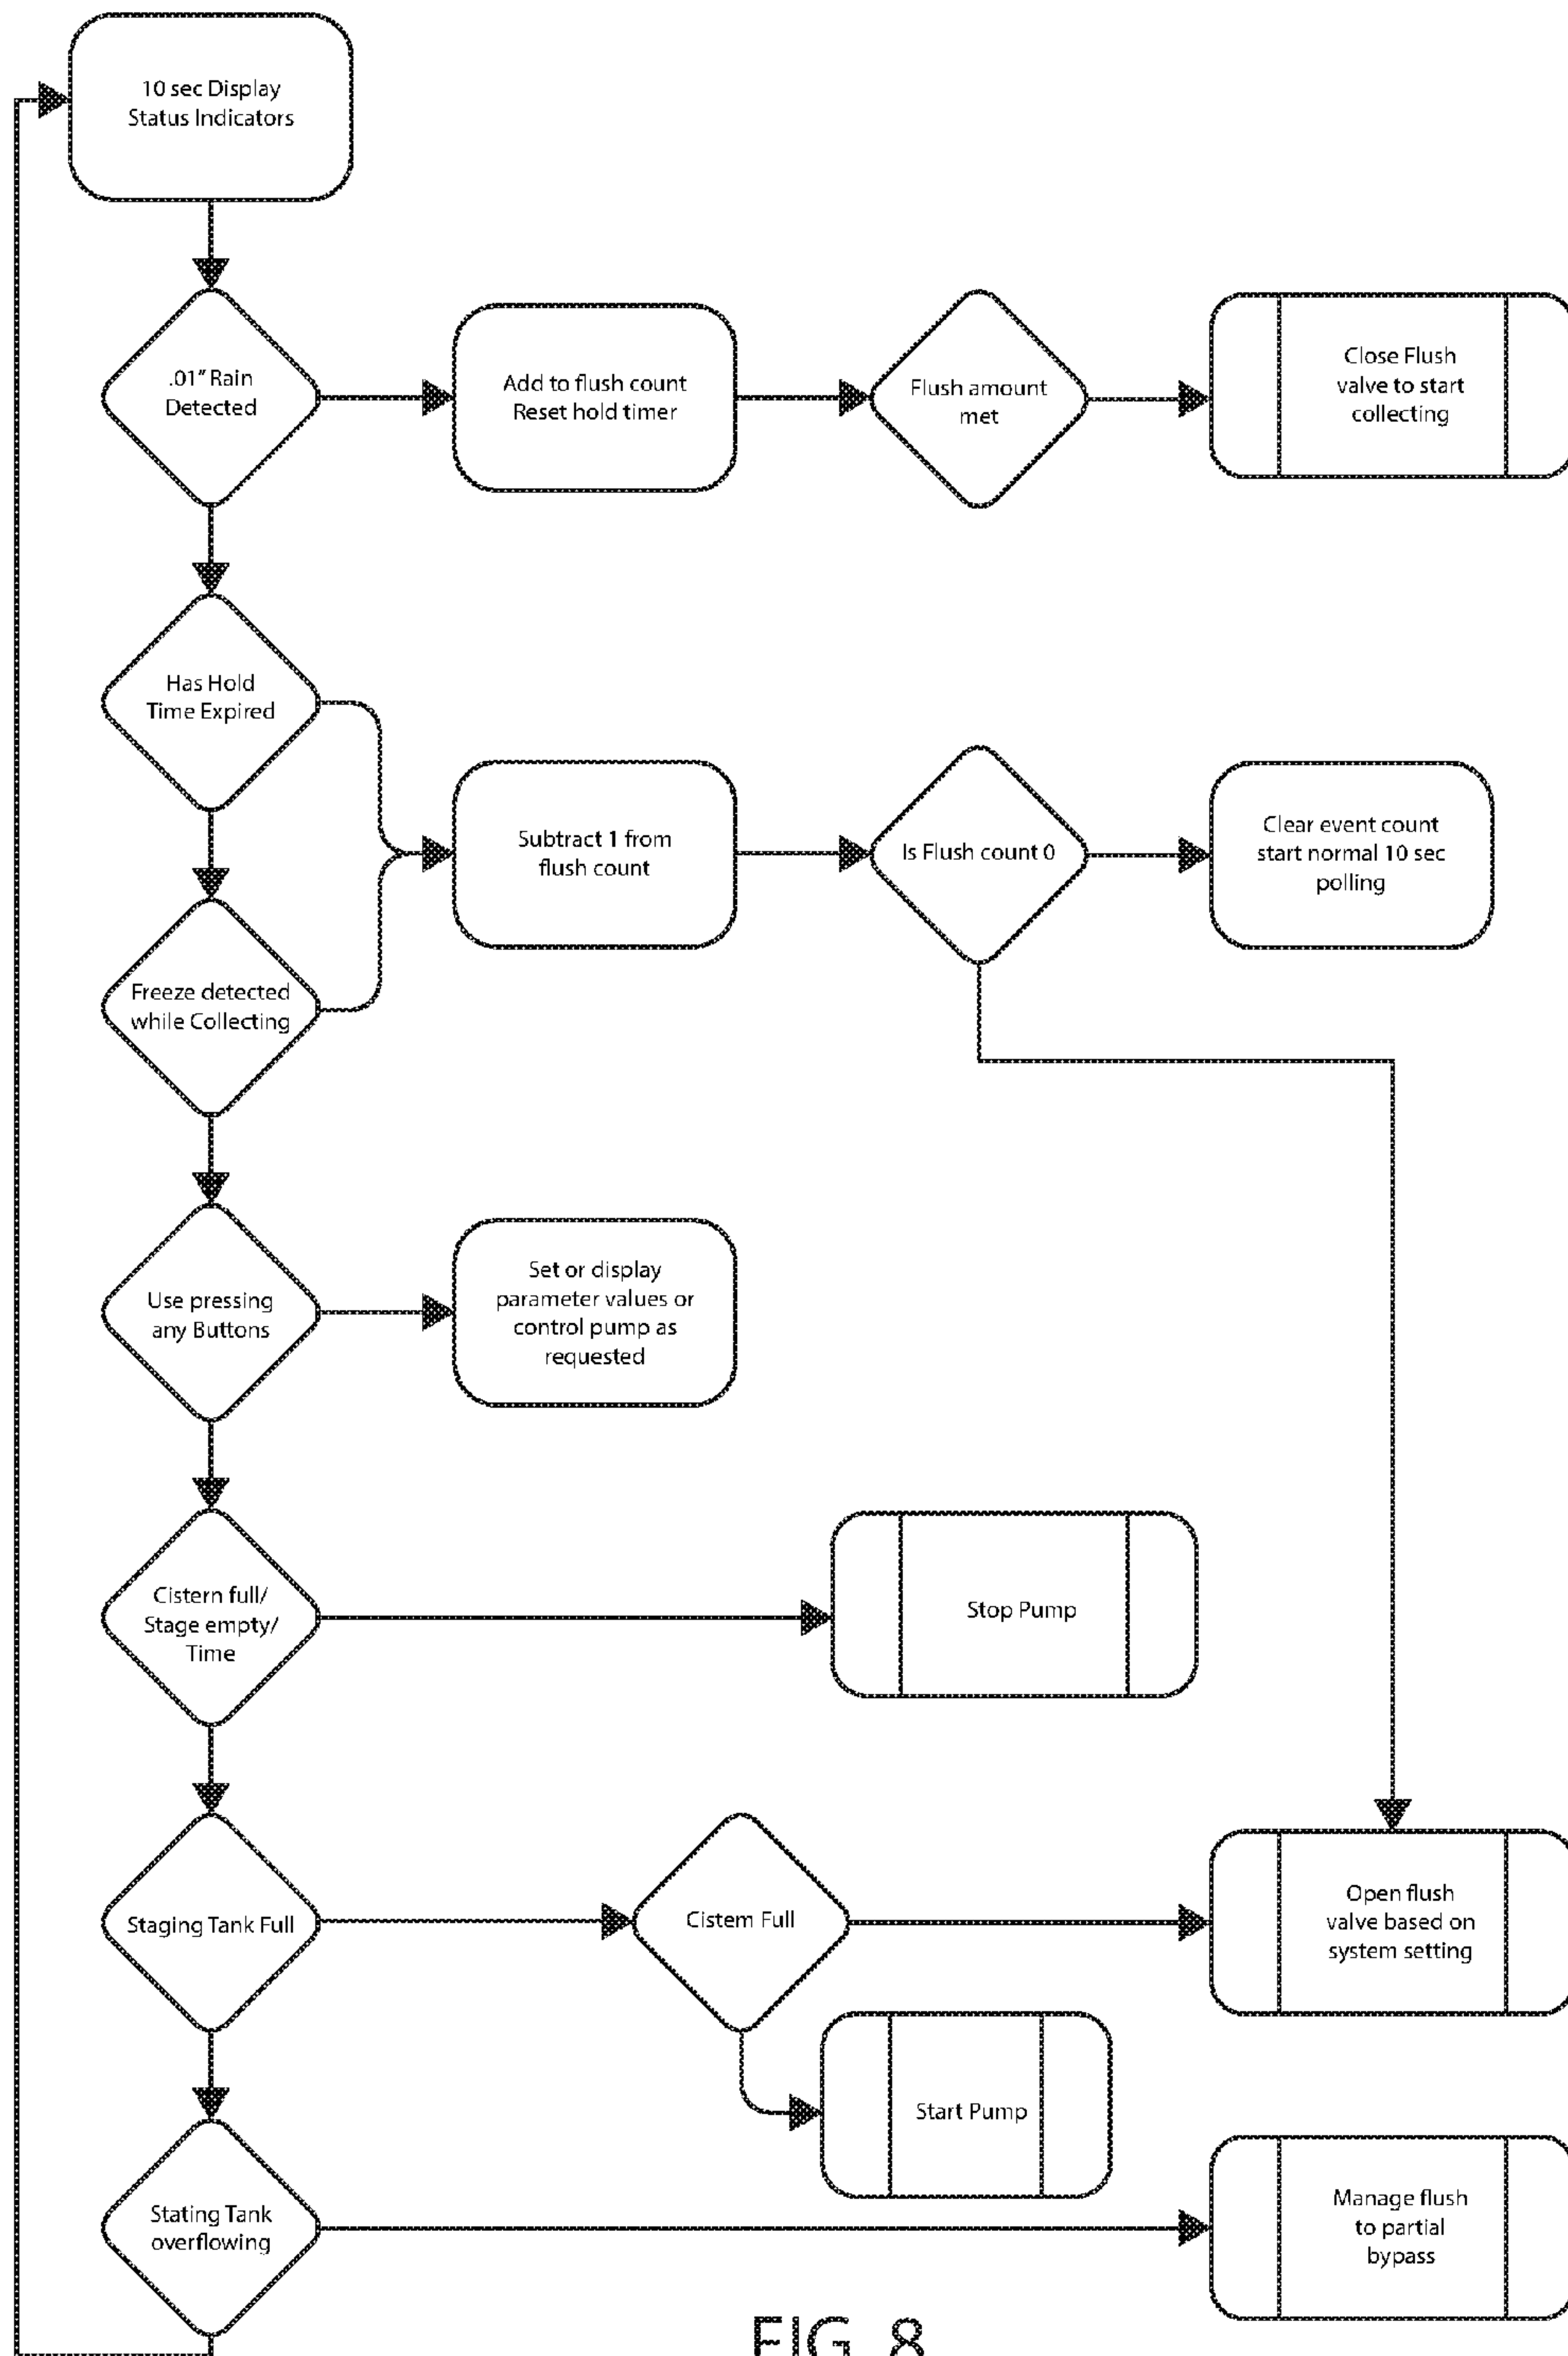 10 sec Display
Status Indicators
.01" Rain
Detected
Add to flush count
Reset hold timer
Flush amount
met
Close Flush
valve to start
collecting
Has Hold
Time Expired
Subtract 1 from
flush count
Is Flush count 0
Clear event count
start normal 10 sec
polling
Freeze detected
while Collecting
Use pressing
any Buttons
Set or display
parameter values or
control pump as
requested
Cistern full/
Stage empty/
Time
Stop Pump
Staging Tank Full
Cistem Full
Open flush
valve based on
system setting
Start Pump
Stating Tank
overflowing
Manage flush
to partial
bypass
FIG. 8